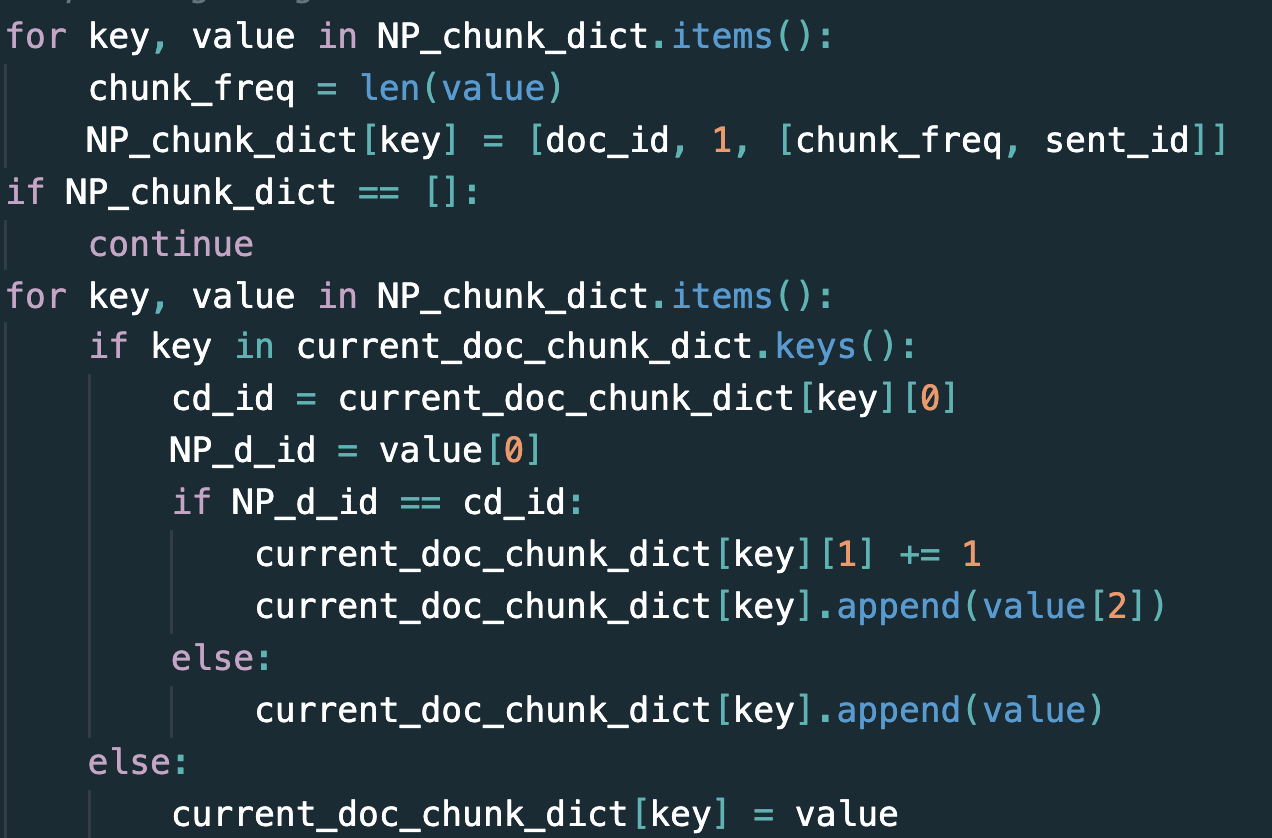 for key, value in NP_chunk_dict.items():
    chunk_freq = len(value)
    NP_chunk_dict[key] = [doc_id, 1, [chunk_freq, sent_id]]
if NP_chunk_dict == []:
    continue
for key, value in NP_chunk_dict.items():
    if key in current_doc_chunk_dict.keys():
        cd_id = current_doc_chunk_dict[key][0]
        NP_d_id = value[0]
        if NP_d_id == cd_id:
            current_doc_chunk_dict[key][1] += 1
            current_doc_chunk_dict[key].append(value[2])
        else:
            current_doc_chunk_dict[key].append(value)
    else:
        current_doc_chunk_dict[key] = value